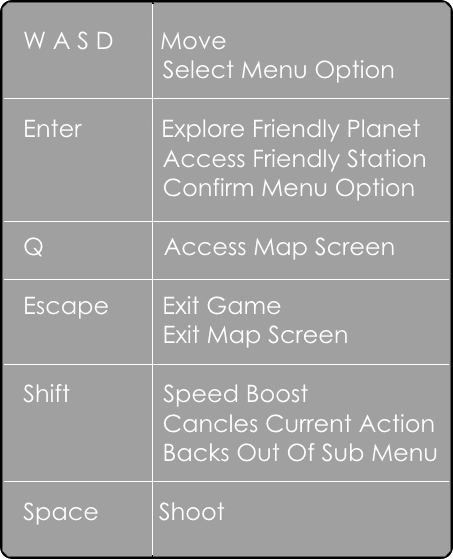 W A S D Move
Select Menu Option
Enter Explore Friendly Planet
Access Friendly Station
Confirm Menu Option
Q Access Map Screen
Escape Exit Game
Exit Map Screen
Shift Speed Boost
Cancles Current Action
Backs Out Of Sub Menu
Space Shoot